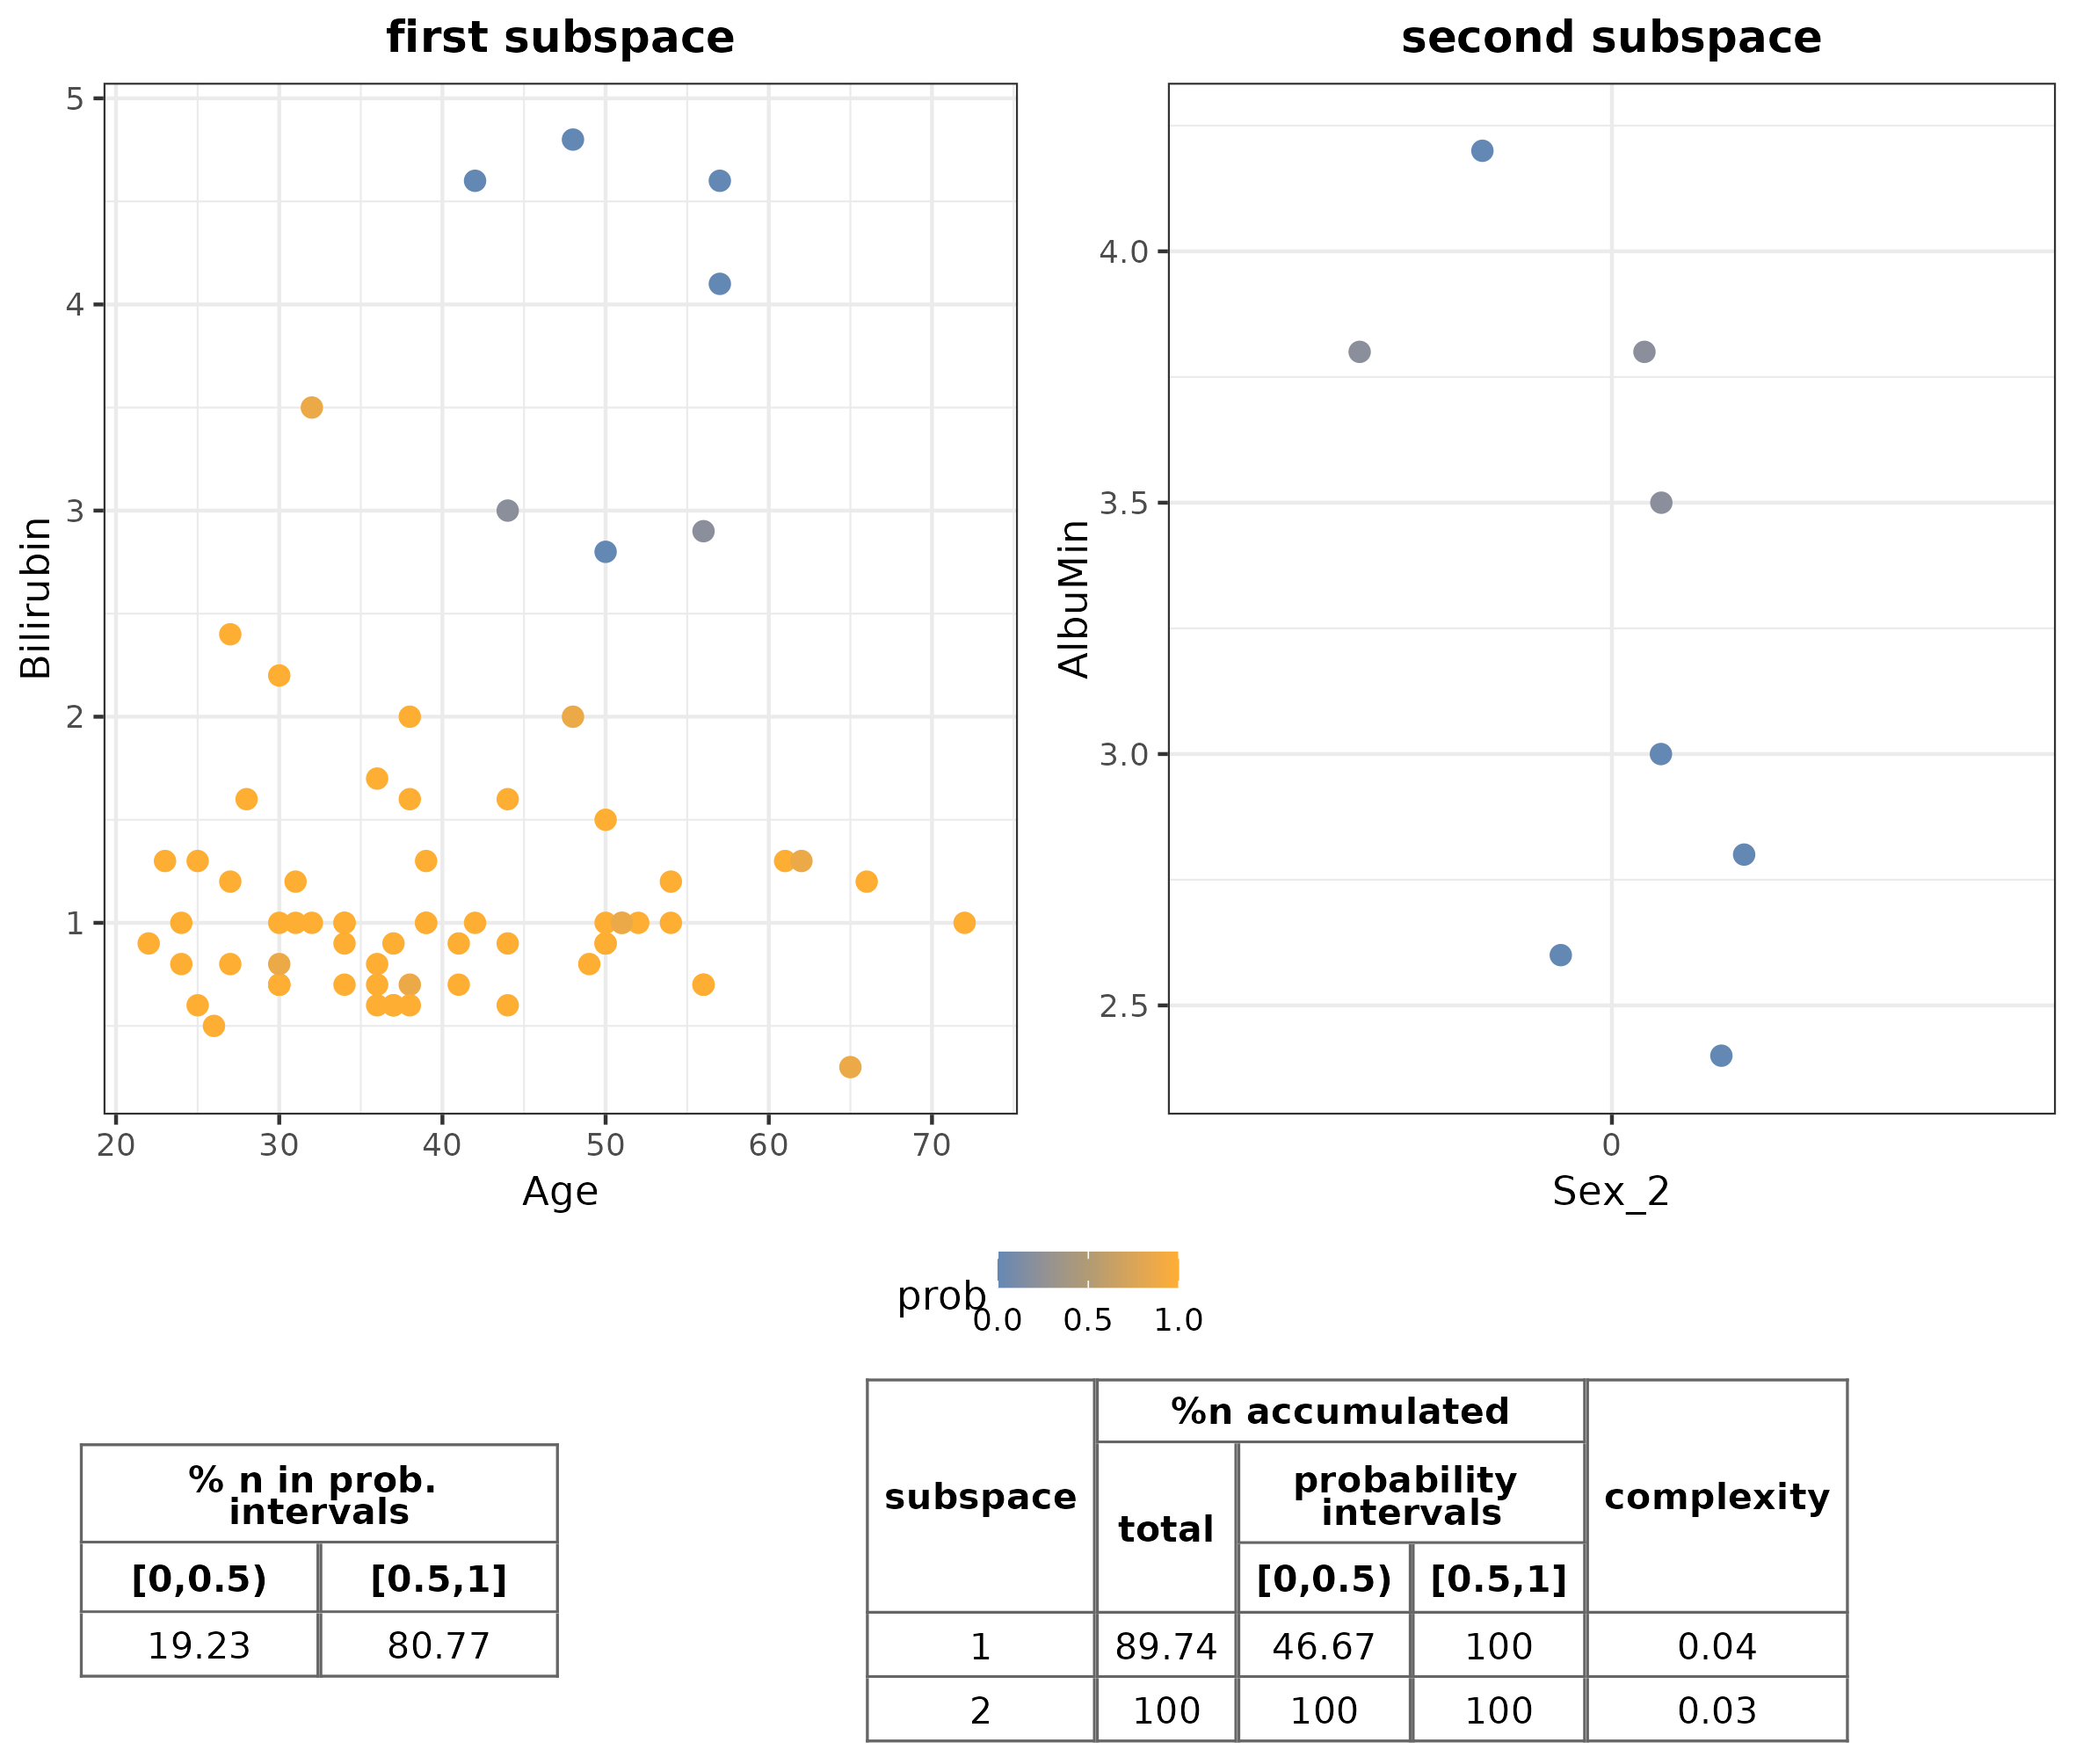 first subspace
second subspace
Bilirubin
5
4
3
2
1
20 30 40 50 60 70
Age
AlbuMin
4.0
3.5
3.0
2.5
0
Sex_2
prob
0.0 0.5 1.0
% n in prob.
intervals
[0,0.5) [0.5,1]
19.23 80.77
subspace
%n accumulated
total
probability
intervals
[0,0.5) [0.5,1]
complexity
1 89.74 46.67 100 0.04
2 100 100 100 0.03